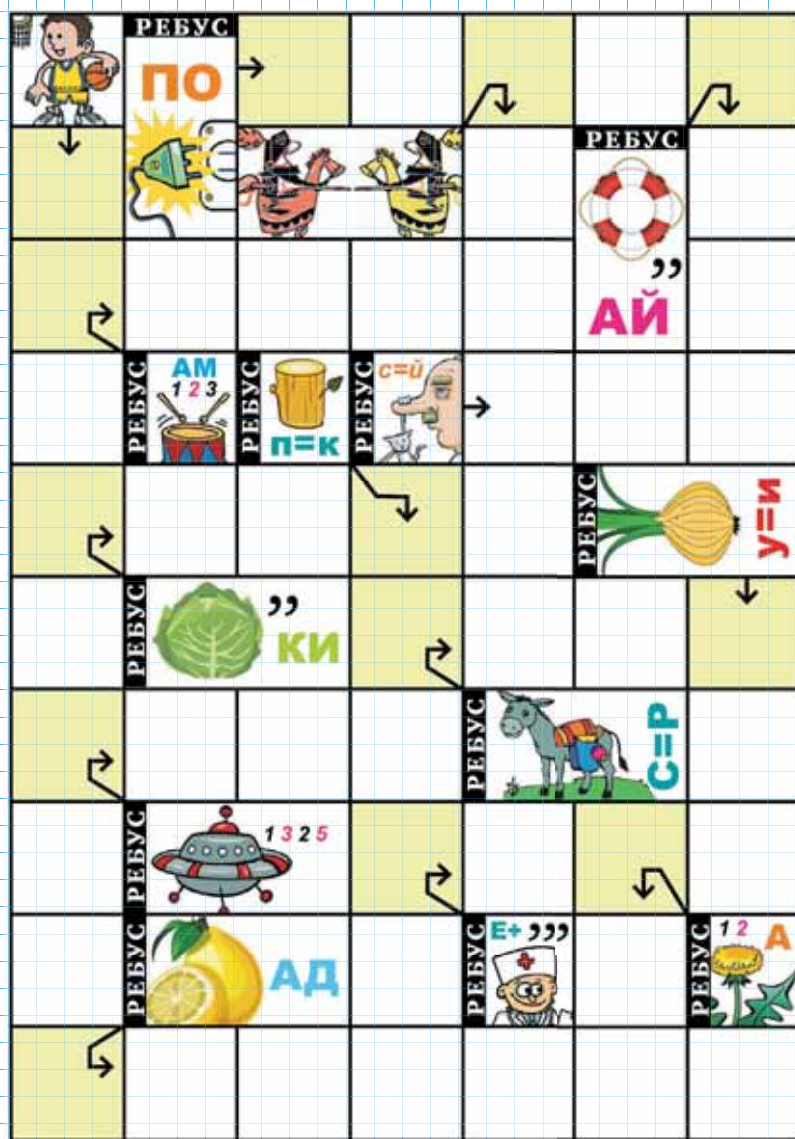 РЕБУС
ПО
РЕБУС
,,
АЙ
РЕБУС
АМ
1 2 3
РЕБУС
п=к
РЕБУС
с=й
РЕБУС
у=и
РЕБУС
,,
КИ
РЕБУС
С=Р
РЕБУС
1 3 2 5
РЕБУС
АД
РЕБУС
Е+ ,,,
РЕБУС
1 2 А